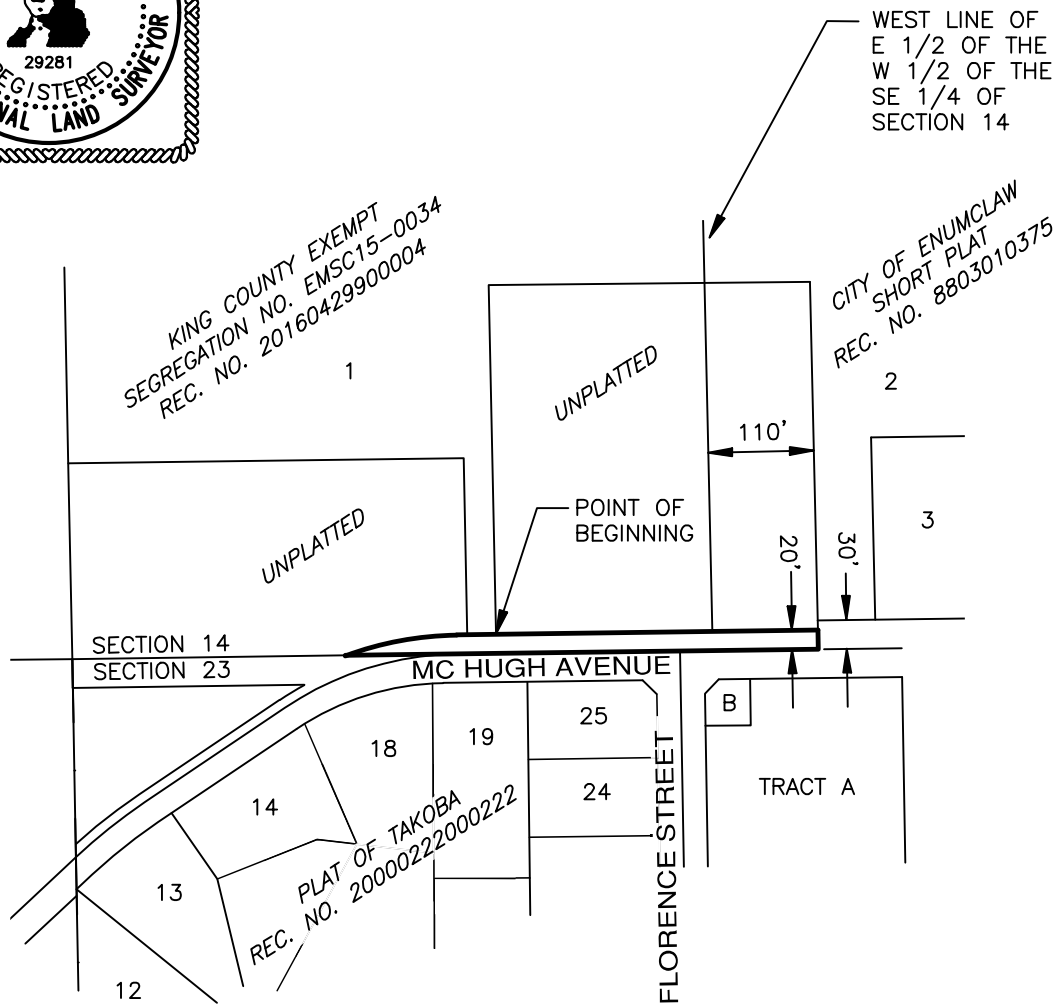 29281
REGISTERED
NAL LAND SURVEYOR
WEST LINE OF
E 1/2 OF THE
W 1/2 OF THE
SE 1/4 OF
SECTION 14
KING COUNTY EXEMPT
SEGREGATION NO. EMSC15-0034
REC. NO. 20160429900004
1
CITY OF ENUMCLAW
SHORT PLAT
REC. NO. 8803010375
2
UNPLATTED
110'
3
POINT OF
BEGINNING
UNPLATTED
20'
30'
SECTION 14
SECTION 23
MC HUGH AVENUE
B
25
18
19
24
TRACT A
14
FLORENCE STREET
PLAT OF TAKOBA
REC. NO. 20000222000222
13
12